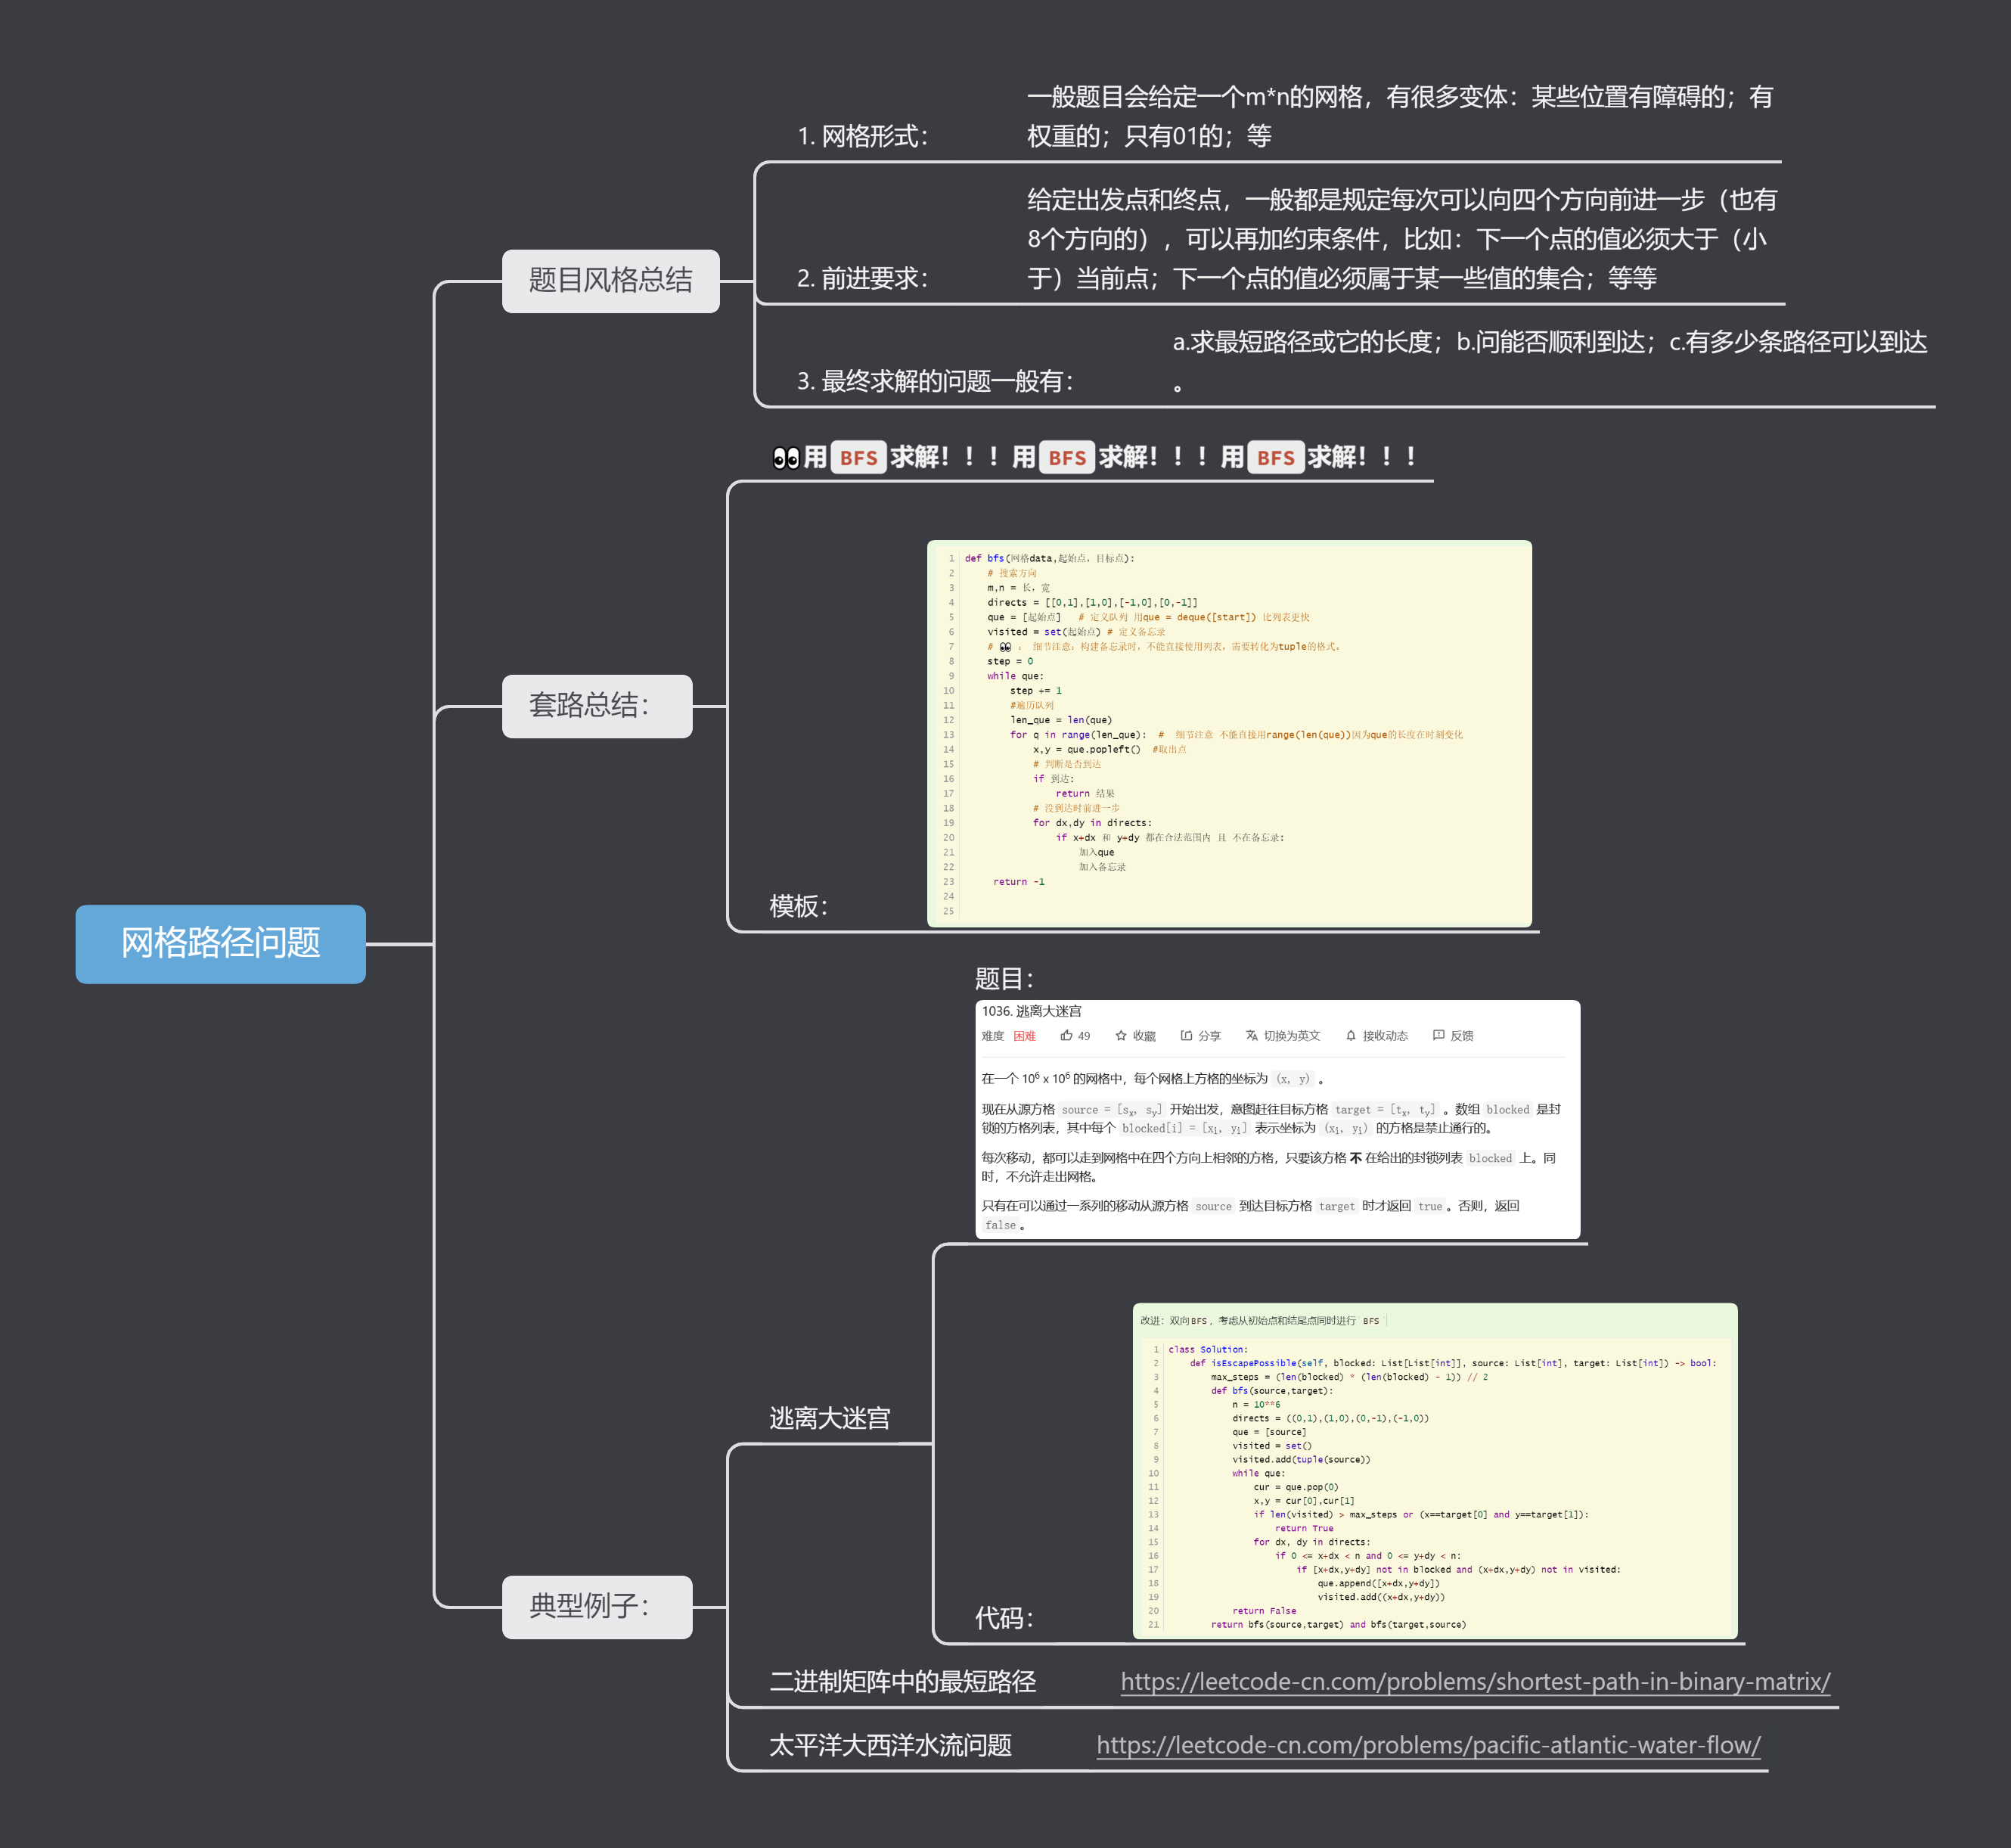 网格路径问题
题目风格总结
1. 网格形式：
一般题目会给定一个m*n的网格，有很多变体：某些位置有障碍的；有
权重的；只有01的；等
2. 前进要求：
给定出发点和终点，一般都是规定每次可以向四个方向前进一步（也有
8个方向的），可以再加约束条件，比如：下一个点的值必须大于（小
于）当前点；下一个点的值必须属于某一些值的集合；等等
3. 最终求解的问题一般有：
a.求最短路径或它的长度；b.问能否顺利到达；c.有多少条路径可以到达
。
套路总结：
👀用 BFS 求解！！！用 BFS 求解！！！用 BFS 求解！！！
模板：
1 def bfs(网格data,起始点，目标点):
2     # 搜索方向
3     m,n = 长，宽
4     directs = [[0,1],[1,0],[-1,0],[0,-1]]
5     que = [起始点]   # 定义队列 用que = deque([start]) 比列表更快
6     visited = set(起始点) # 定义备忘录
7     # 👀 ： 细节注意：构建备忘录时，不能直接使用列表，需要转化为tuple的格式。
8     step = 0
9     while que:
10         step += 1
11         #遍历队列
12         len_que = len(que)
13         for q in range(len_que):  #  细节注意 不能直接用range(len(que))因为que的长度在时刻变化
14             x,y = que.popleft()  #取出点
15             # 判断是否到达
16             if 到达:
17                 return 结果
18             # 没到达时前进一步
19             for dx,dy in directs:
20                 if x+dx 和 y+dy 都在合法范围内 且 不在备忘录:
21                     加入que
22                     加入备忘录
23      return -1
24
25
典型例子：
逃离大迷宫
题目：
1036. 逃离大迷宫
难度 困难 49 收藏 分享 切换为英文 接收动态 反馈
在一个 10⁶ x 10⁶ 的网格中，每个网格上方格的坐标为 (x, y) 。
现在从源方格 source = [sₓ, sᵧ] 开始出发，意图赶往目标方格 target = [tₓ, tᵧ] 。数组 blocked 是封
锁的方格列表，其中每个 blocked[i] = [xᵢ, yᵢ] 表示坐标为 (xᵢ, yᵢ) 的方格是禁止通行的。
每次移动，都可以走到网格中在四个方向上相邻的方格，只要该方格 不 在给出的封锁列表 blocked 上。同
时，不允许走出网格。
只有在可以通过一系列的移动从源方格 source 到达目标方格 target 时才返回 true。否则，返回
false。
代码：
改进：双向BFS，考虑从初始点和结尾点同时进行 BFS
1 class Solution:
2     def isEscapePossible(self, blocked: List[List[int]], source: List[int], target: List[int]) -> bool:
3         max_steps = (len(blocked) * (len(blocked) - 1)) // 2
4         def bfs(source,target):
5             n = 10**6
6             directs = ((0,1),(1,0),(0,-1),(-1,0))
7             que = [source]
8             visited = set()
9             visited.add(tuple(source))
10             while que:
11                 cur = que.pop(0)
12                 x,y = cur[0],cur[1]
13                 if len(visited) > max_steps or (x==target[0] and y==target[1]):
14                     return True
15                 for dx, dy in directs:
16                     if 0 <= x+dx < n and 0 <= y+dy < n:
17                         if [x+dx,y+dy] not in blocked and (x+dx,y+dy) not in visited:
18                             que.append([x+dx,y+dy])
19                             visited.add((x+dx,y+dy))
20             return False
21         return bfs(source,target) and bfs(target,source)
二进制矩阵中的最短路径
https://leetcode-cn.com/problems/shortest-path-in-binary-matrix/
太平洋大西洋水流问题
https://leetcode-cn.com/problems/pacific-atlantic-water-flow/